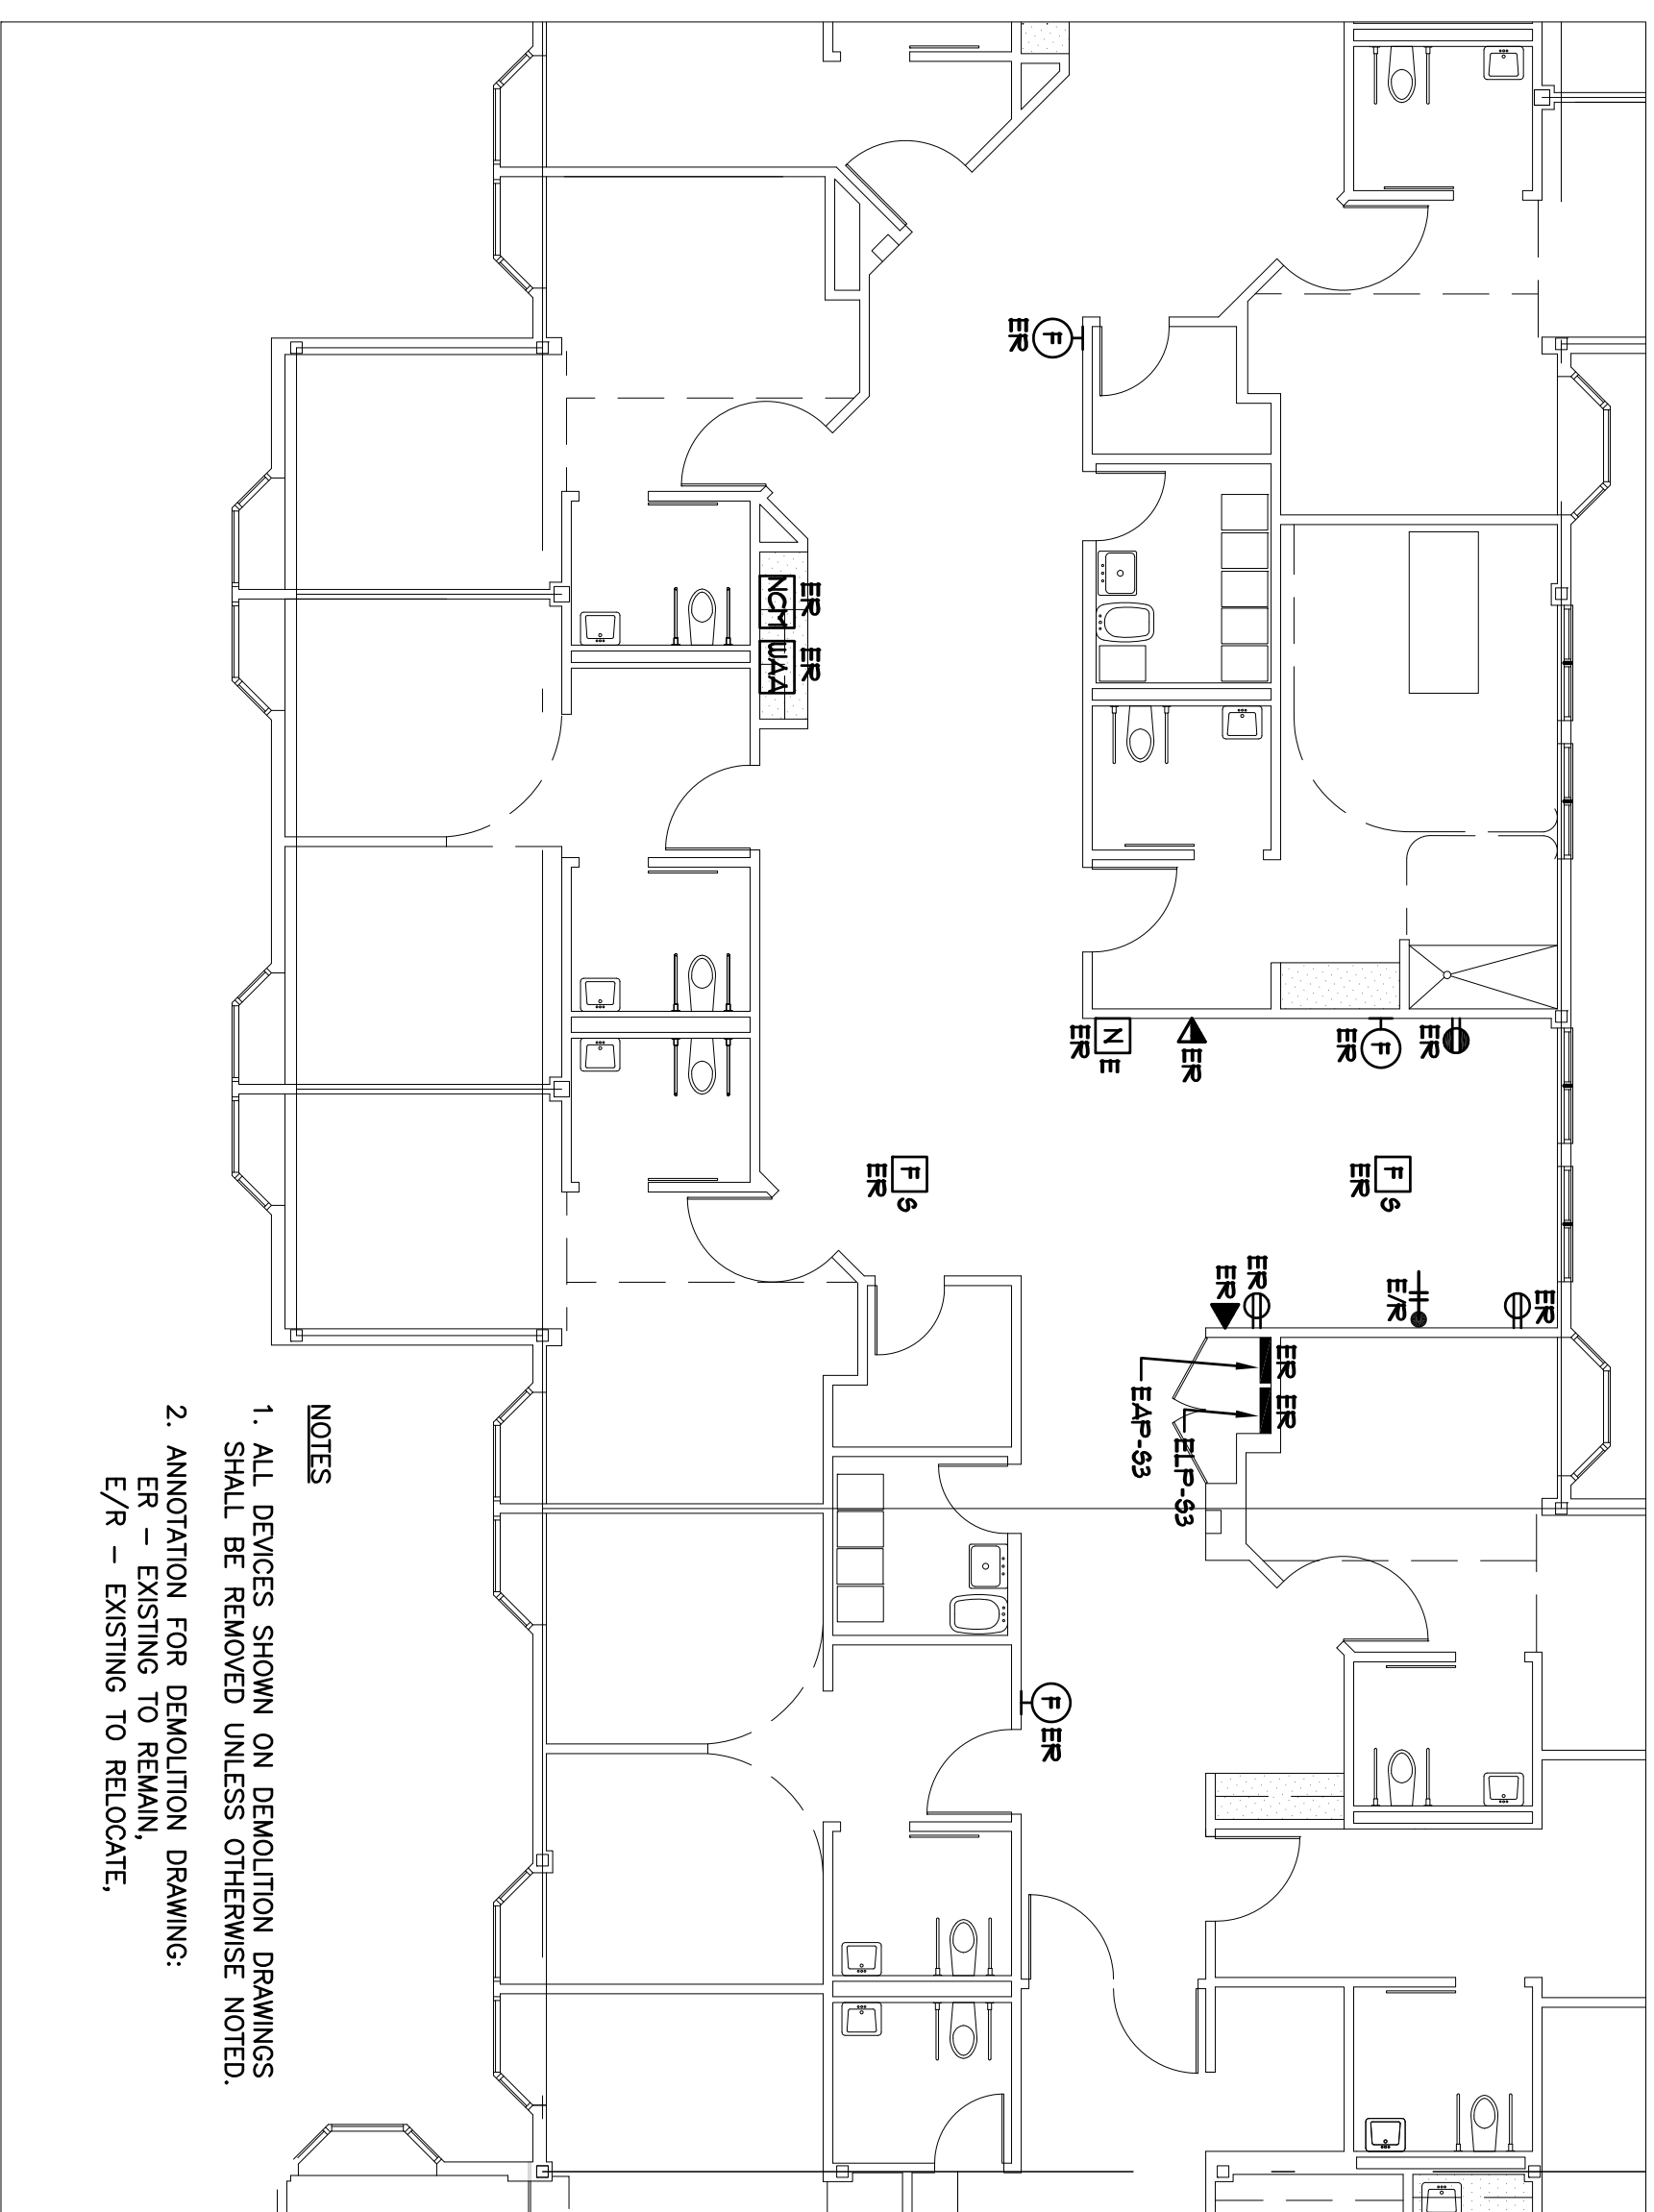 F
ER
F
ER
ER
F
ER
F S
ER
E/R
ER
ER
ER
ER
N E
ER
ER
ER
EAP-S3
ELP-S3
F
ER
F S
ER
ER
NCM
ER
WAA
NOTES
1. ALL DEVICES SHOWN ON DEMOLITION DRAWINGS
SHALL BE REMOVED UNLESS OTHERWISE NOTED.
2. ANNOTATION FOR DEMOLITION DRAWING:
ER – EXISTING TO REMAIN,
E/R – EXISTING TO RELOCATE,